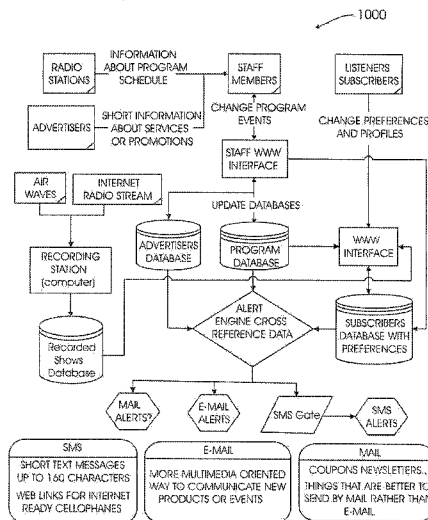 1000
RADIO
STATIONS
INFORMATION
ABOUT PROGRAM
SCHEDULE
STAFF
MEMBERS
LISTENERS
SUBSCRIBERS
ADVERTISERS
SHORT INFORMATION
ABOUT SERVICES
OR PROMOTIONS
CHANGE PROGRAM
EVENTS
CHANGE PREFERENCES
AND PROFILES
STAFF WWW
INTERFACE
AIR
WAVES
INTERNET
RADIO STREAM
UPDATE DATABASES
ADVERTISERS
DATABASE
PROGRAM
DATABASE
WWW
INTERFACE
RECORDING
STATION
(computer)
Recorded
Shows
Database
ALERT
ENGINE CROSS
REFERENCE DATA
SUBSCRIBERS
DATABASE WITH
PREFERENCES
MAIL
ALERTS?
E-MAIL
ALERTS
SMS Gate
SMS
ALERTS
SMS
SHORT TEXT MESSAGES
UP TO 160 CHARACTERS
WEB LINKS FOR INTERNET
READY CELLOPHANES
E-MAIL
MORE MULTIMEDIA ORIENTED
WAY TO COMMUNICATE NEW
PRODUCTS OR EVENTS
MAIL
COUPONS NEWSLETTERS..
THINGS THAT ARE BETTER TO
SEND BY MAIL RATHER THAN
E-MAIL